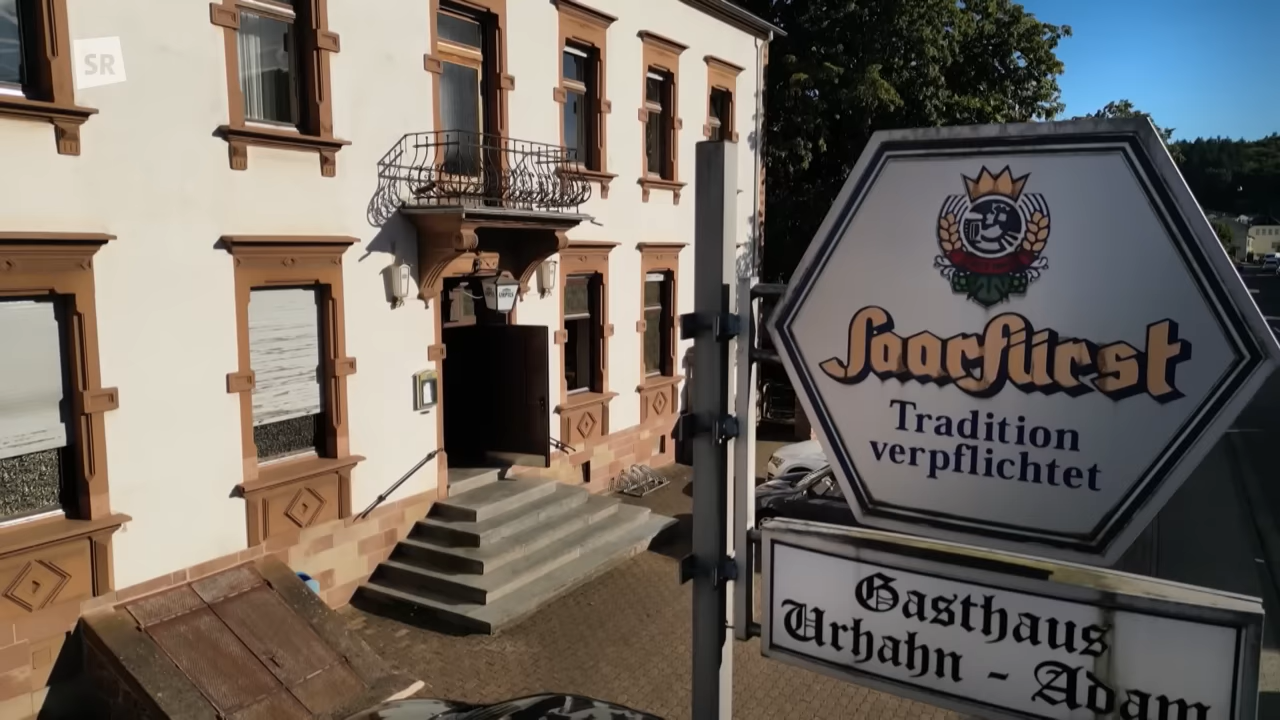 SR
Saarfürst
Tradition
verpflichtet
Gasthaus
Urhahn - Adam